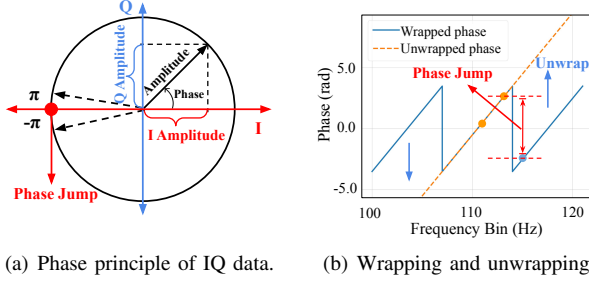 Q
Q Amplitude
Amplitude
Phase
π
-π
I
I Amplitude
Phase Jump
(a) Phase principle of IQ data.
Wrapped phase
Unwrapped phase
Phase Jump
Unwrap
Phase (rad)
5.0
0.0
-5.0
100
110
120
Frequency Bin (Hz)
(b) Wrapping and unwrapping